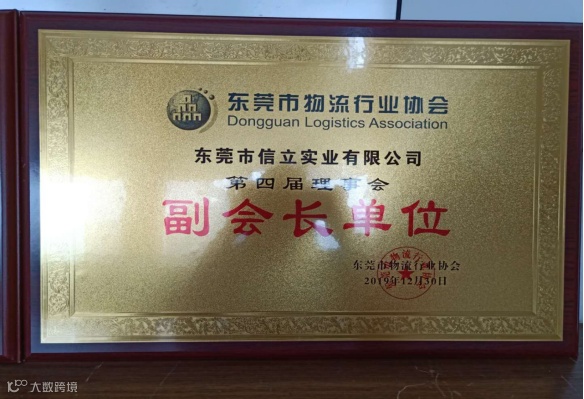 东莞市物流行业协会
Dongguan Logistics Association
东莞市信立实业有限公司
第四届理事会
副会长单位
东莞市物流行业协会
2019年12月30日
大数跨境